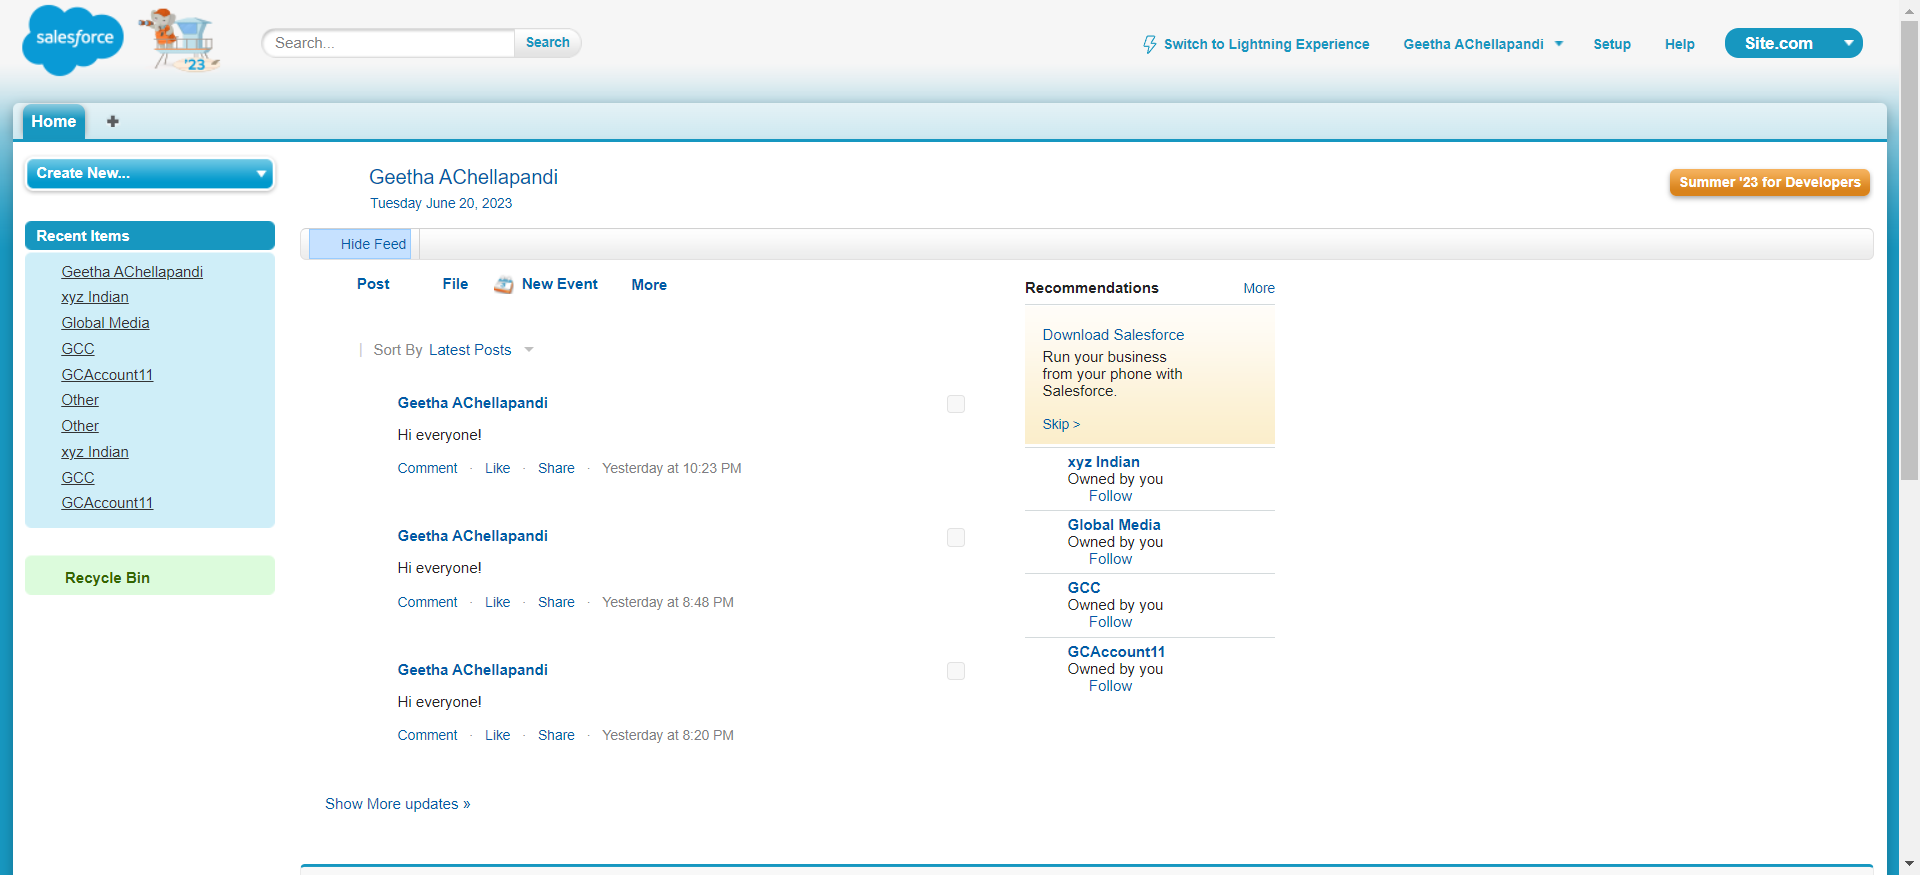 salesforce
'23
Search...
Search
Switch to Lightning Experience
Geetha AChellapandi
Setup
Help
Site.com
Home
Create New...
Recent Items
Geetha AChellapandi
xyz Indian
Global Media
GCC
GCAccount11
Other
Other
xyz Indian
GCC
GCAccount11
Recycle Bin
Geetha AChellapandi
Tuesday June 20, 2023
Summer '23 for Developers
Hide Feed
Post
File
New Event
More
| Sort By Latest Posts
Geetha AChellapandi
Hi everyone!
Comment · Like · Share · Yesterday at 10:23 PM
Geetha AChellapandi
Hi everyone!
Comment · Like · Share · Yesterday at 8:48 PM
Geetha AChellapandi
Hi everyone!
Comment · Like · Share · Yesterday at 8:20 PM
Show More updates »
Recommendations
More
Download Salesforce
Run your business
from your phone with
Salesforce.
Skip >
xyz Indian
Owned by you
Follow
Global Media
Owned by you
Follow
GCC
Owned by you
Follow
GCAccount11
Owned by you
Follow